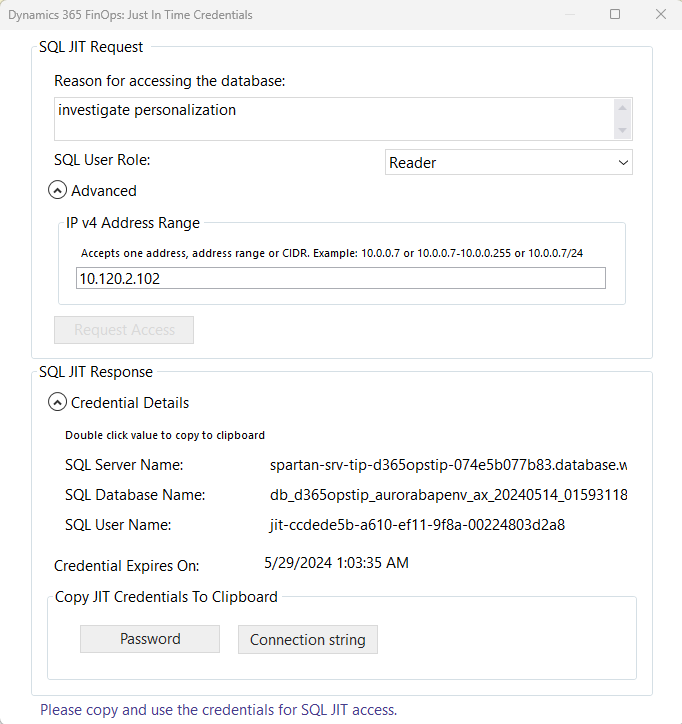 Dynamics 365 FinOps: Just In Time Credentials
SQL JIT Request
Reason for accessing the database:
investigate personalization
SQL User Role:
Reader
Advanced
IP v4 Address Range
Accepts one address, address range or CIDR. Example: 10.0.0.7 or 10.0.0.7-10.0.0.255 or 10.0.0.7/24
10.120.2.102
Request Access
SQL JIT Response
Credential Details
Double click value to copy to clipboard
SQL Server Name: spartan-srv-tip-d365opstip-074e5b077b83.database.w
SQL Database Name: db_d365opstip_aurorabapenv_ax_20240514_01593118
SQL User Name: jit-ccdede5b-a610-ef11-9f8a-00224803d2a8
Credential Expires On: 5/29/2024 1:03:35 AM
Copy JIT Credentials To Clipboard
Password Connection string
Please copy and use the credentials for SQL JIT access.